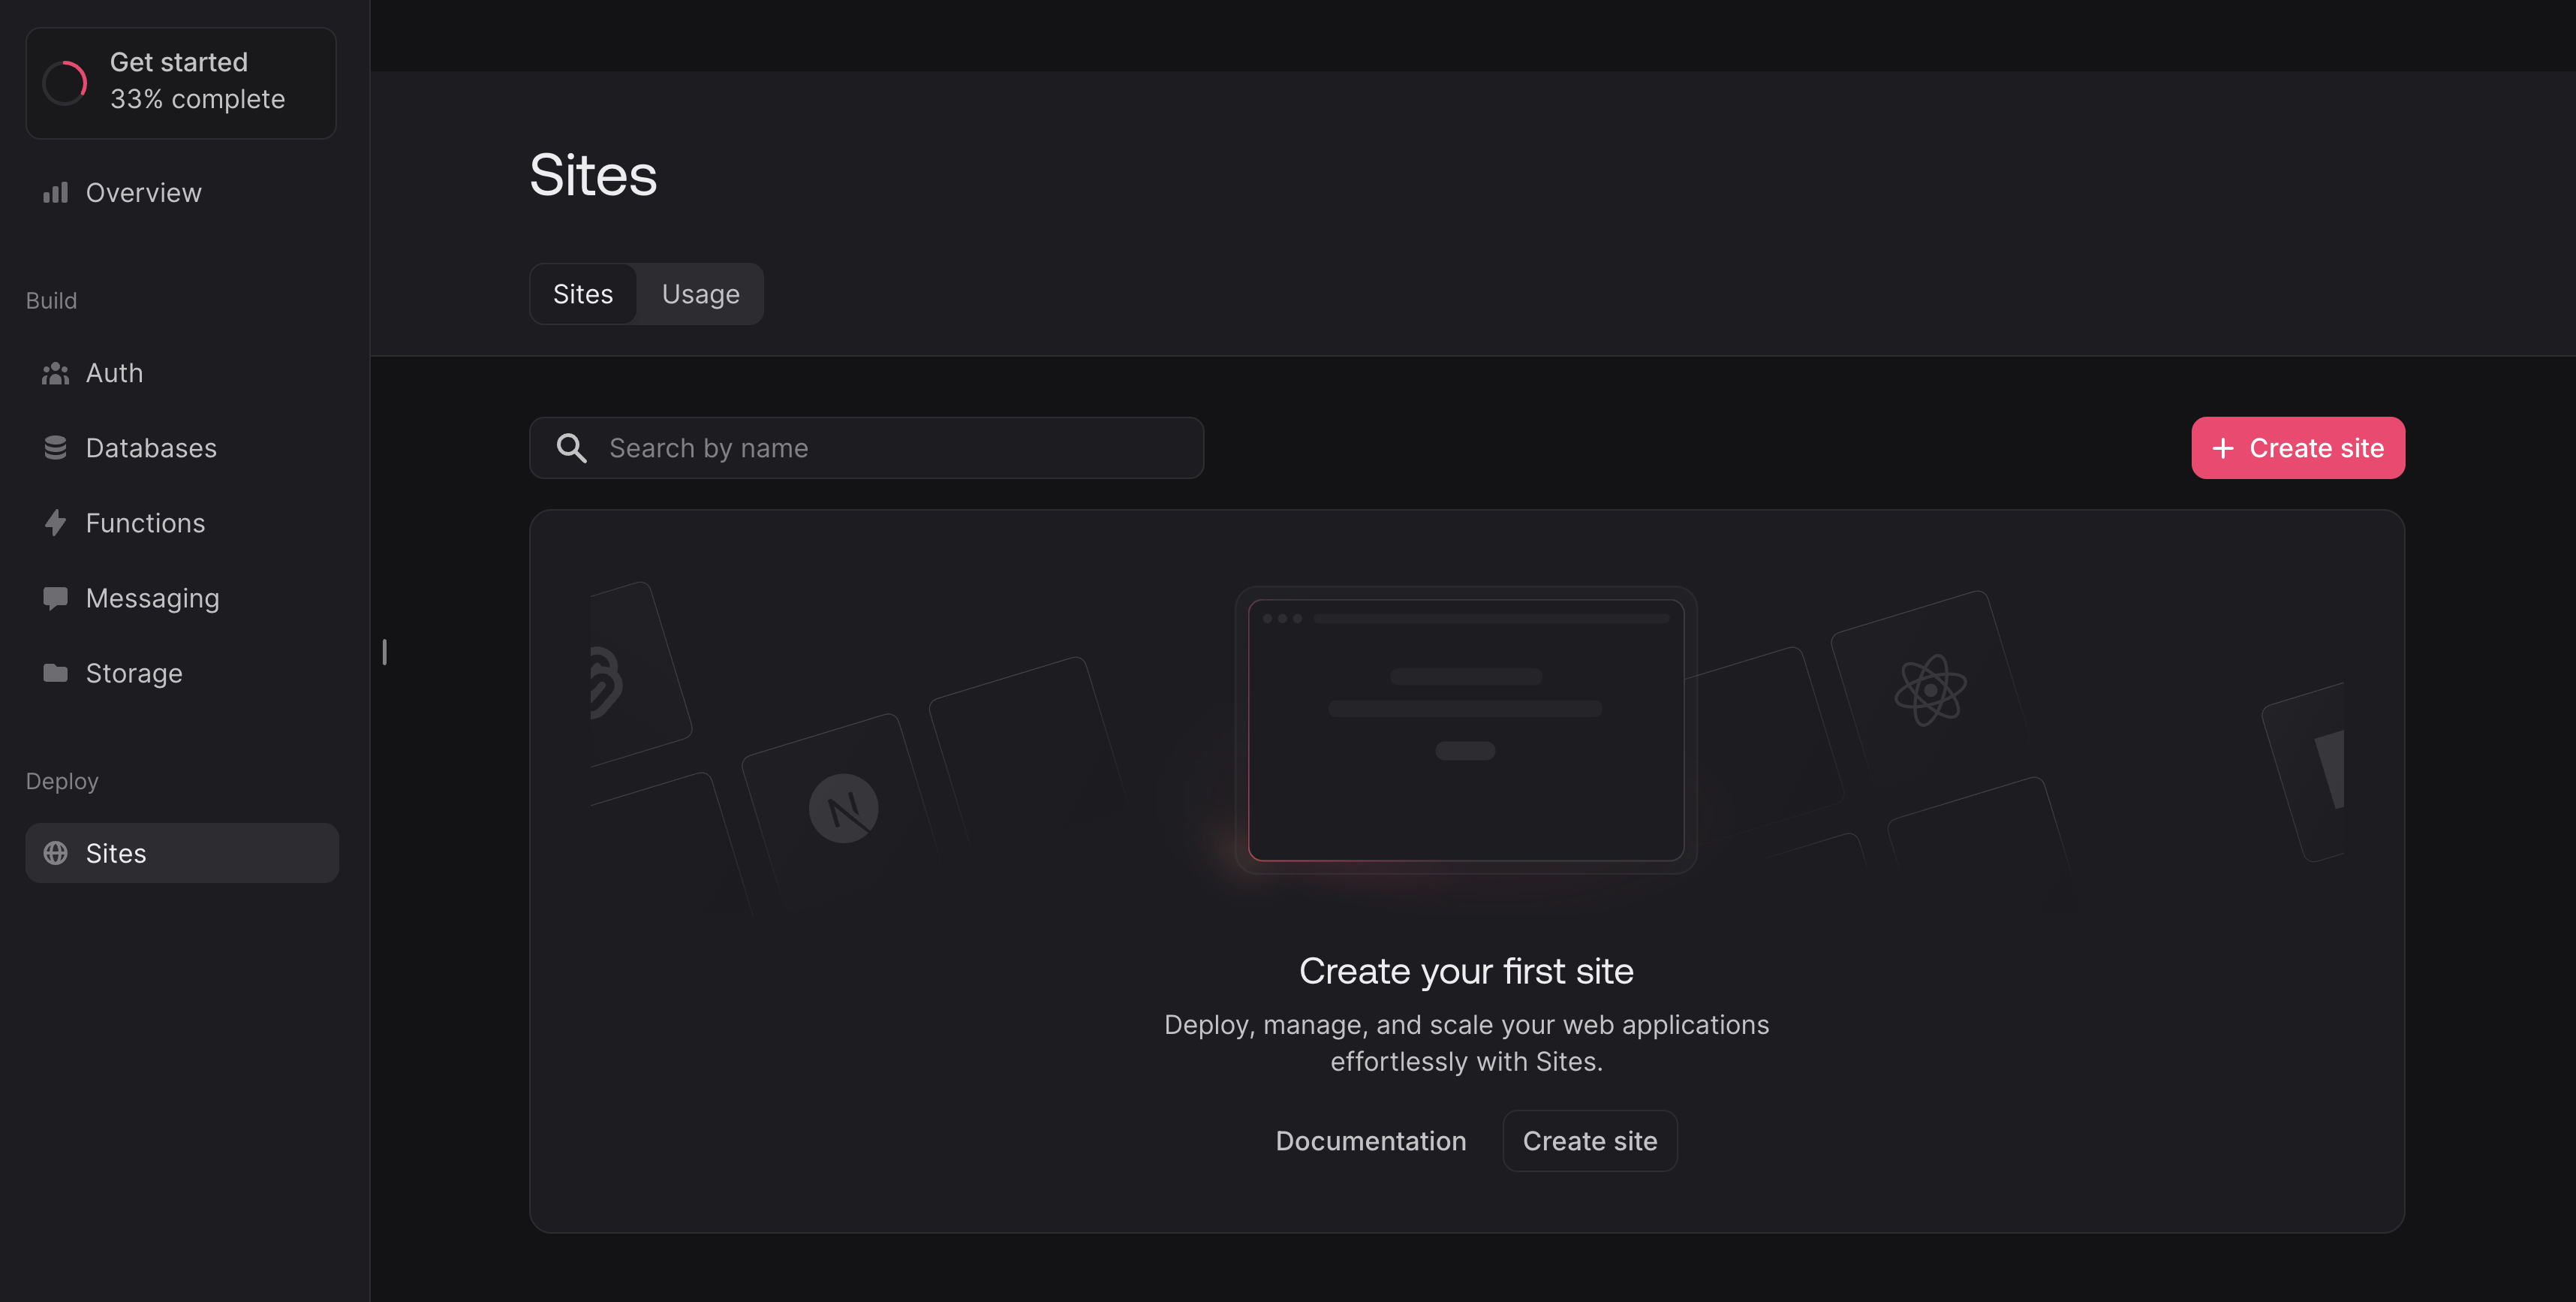 Get started
33% complete
Overview
Build
Auth
Databases
Functions
Messaging
Storage
Deploy
Sites
Sites
Sites
Usage
Search by name
Create site
Create your first site
Deploy, manage, and scale your web applications
effortlessly with Sites.
Documentation
Create site